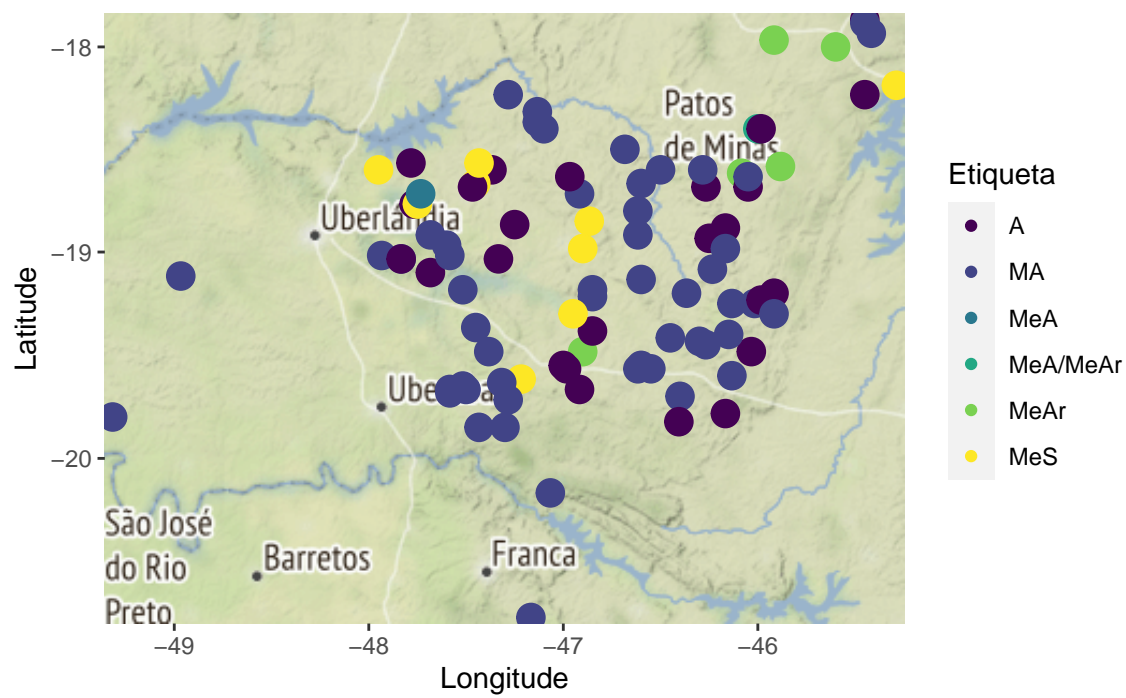 −18
−19
−20
Latitude
Patos
de Minas
Uberlândia
São José
do Rio
Preto
Barretos
Franca
−49
−48
−47
−46
Longitude
Etiqueta
A
MA
MeA
MeA/MeAr
MeAr
MeS